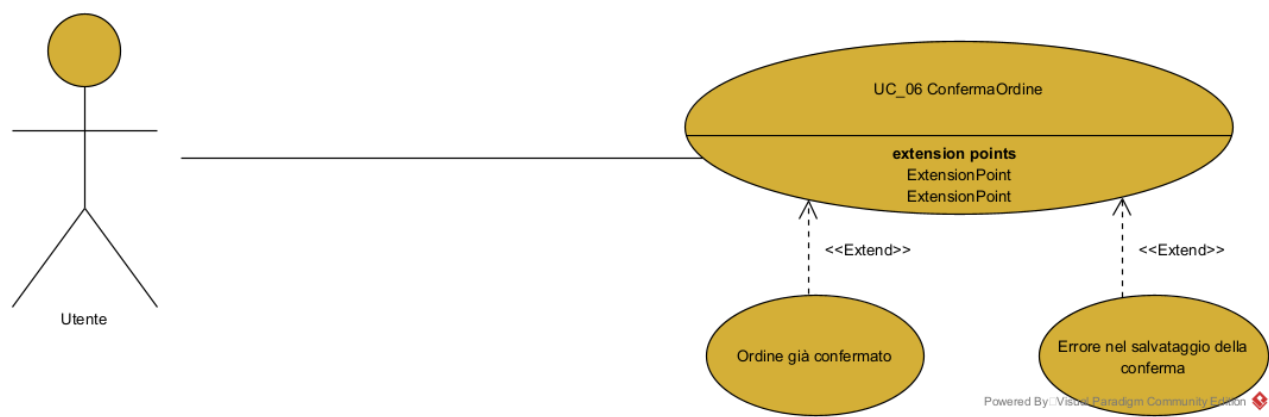 UC_06 ConfermaOrdine
extension points
ExtensionPoint
ExtensionPoint
<<Extend>>
<<Extend>>
Utente
Ordine già confermato
Errore nel salvataggio della
conferma
Powered By Visual Paradigm Community Edition